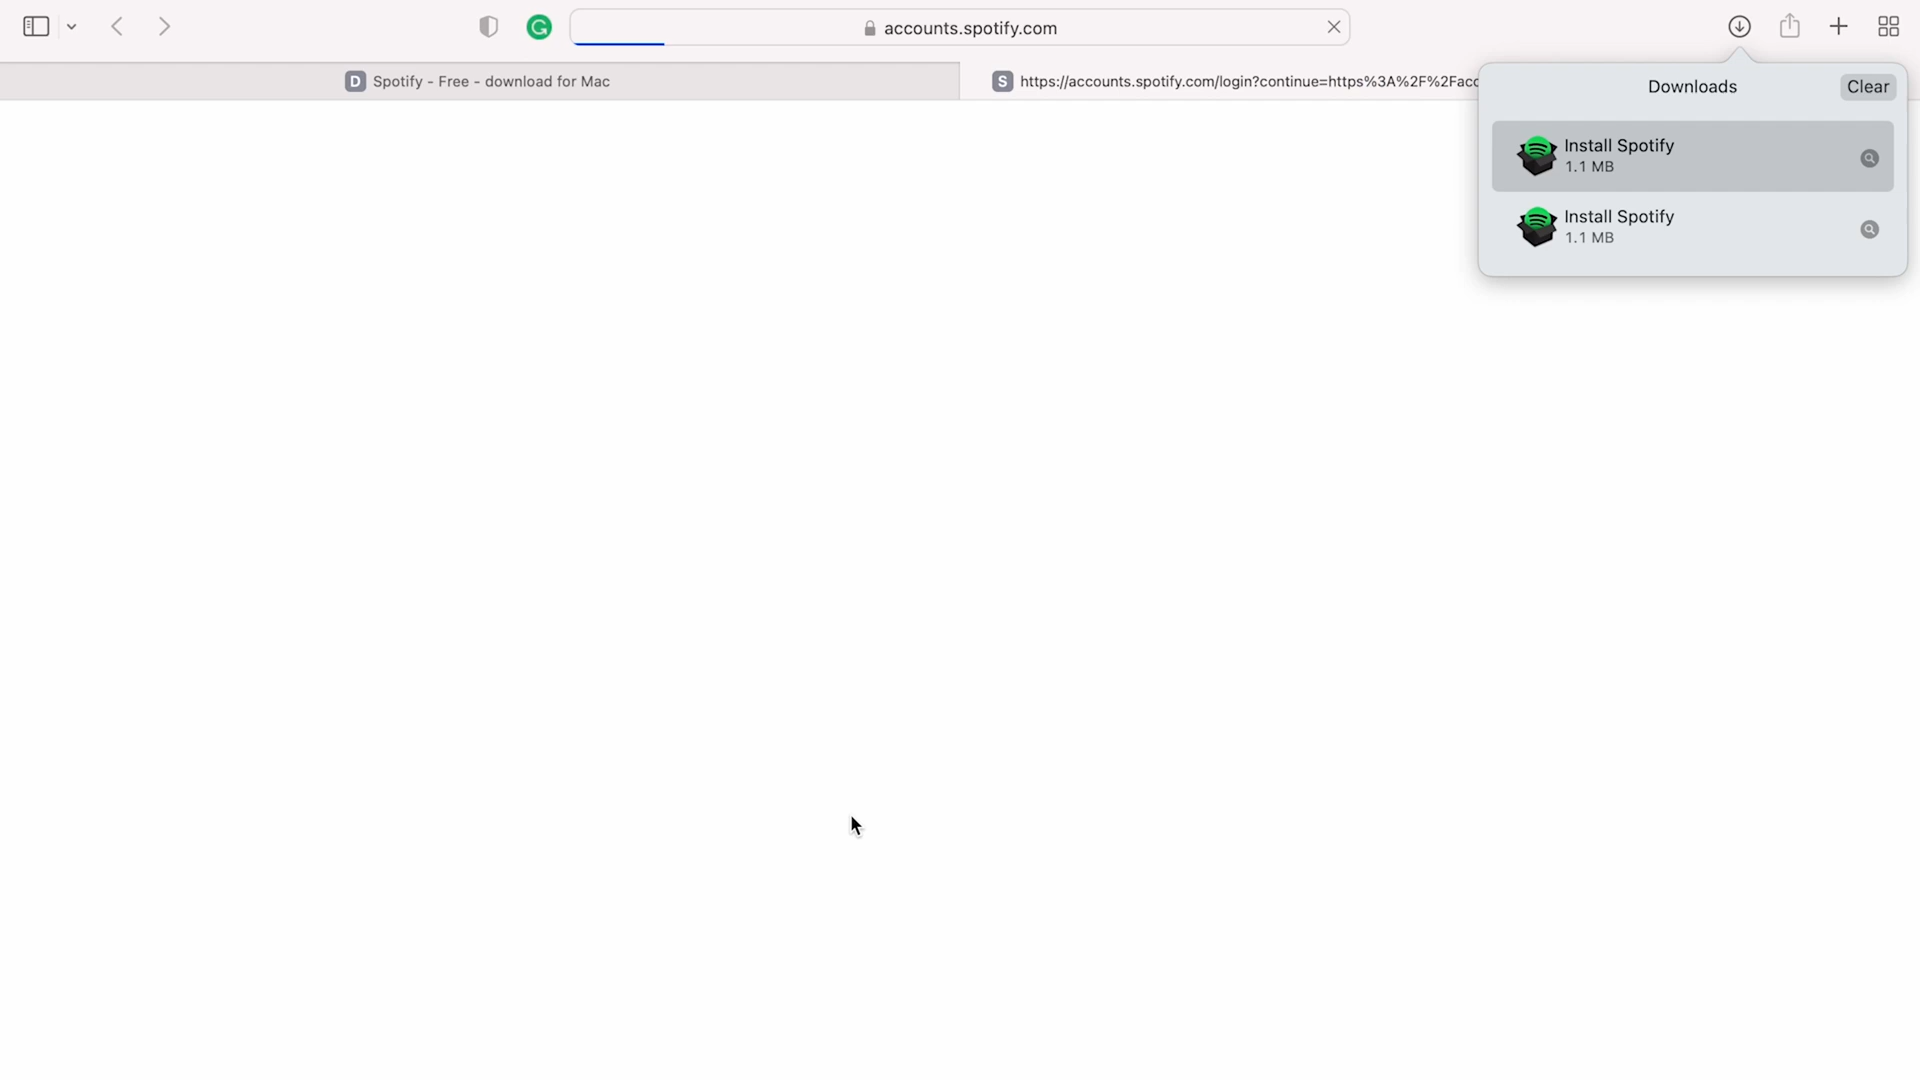 accounts.spotify.com
D Spotify - Free - download for Mac
S https://accounts.spotify.com/login?continue=https%3A%2F%2Facc
Downloads
Clear
Install Spotify
1.1 MB
Install Spotify
1.1 MB